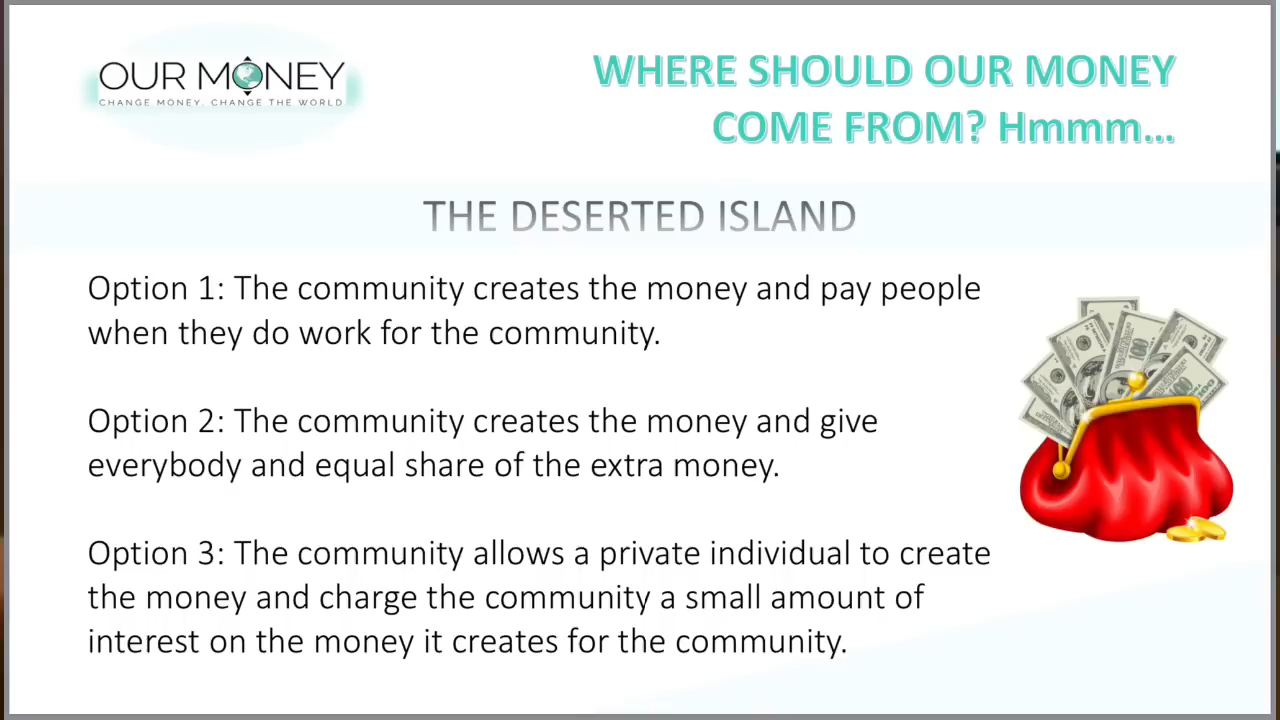 OUR MONEY
CHANGE MONEY. CHANGE THE WORLD
WHERE SHOULD OUR MONEY
COME FROM? Hmmm...
THE DESERTED ISLAND
Option 1: The community creates the money and pay people
when they do work for the community.
Option 2: The community creates the money and give
everybody and equal share of the extra money.
Option 3: The community allows a private individual to create
the money and charge the community a small amount of
interest on the money it creates for the community.
100
100
100